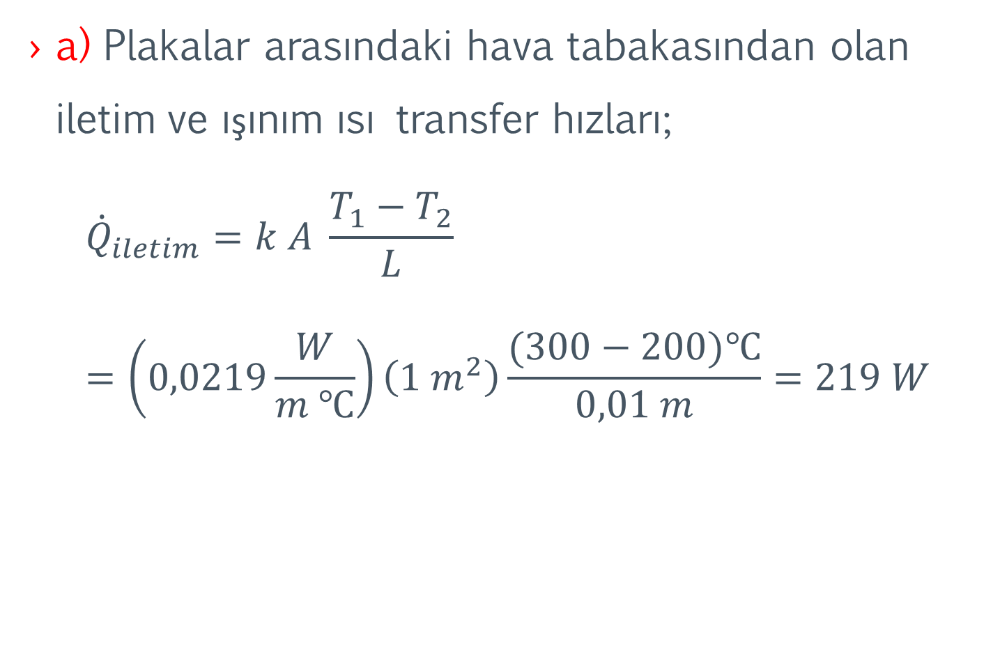 › a) Plakalar arasındaki hava tabakasından olan
iletim ve ışınım ısı transfer hızları;
Q̇_iletim = k A (T₁ − T₂)/L
= (0,0219 W/(m °C)) (1 m²) (300 − 200)°C/(0,01 m) = 219 W